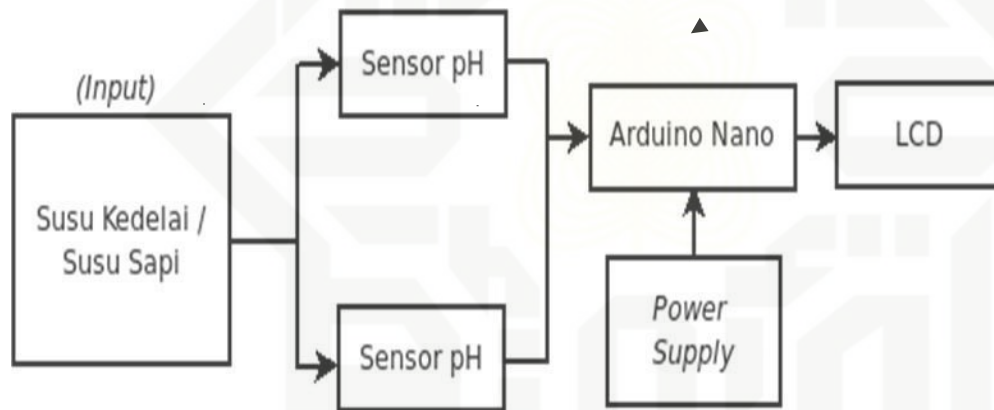 (Input)
Susu Kedelai /
Susu Sapi
Sensor pH
Sensor pH
Arduino Nano
LCD
Power
Supply